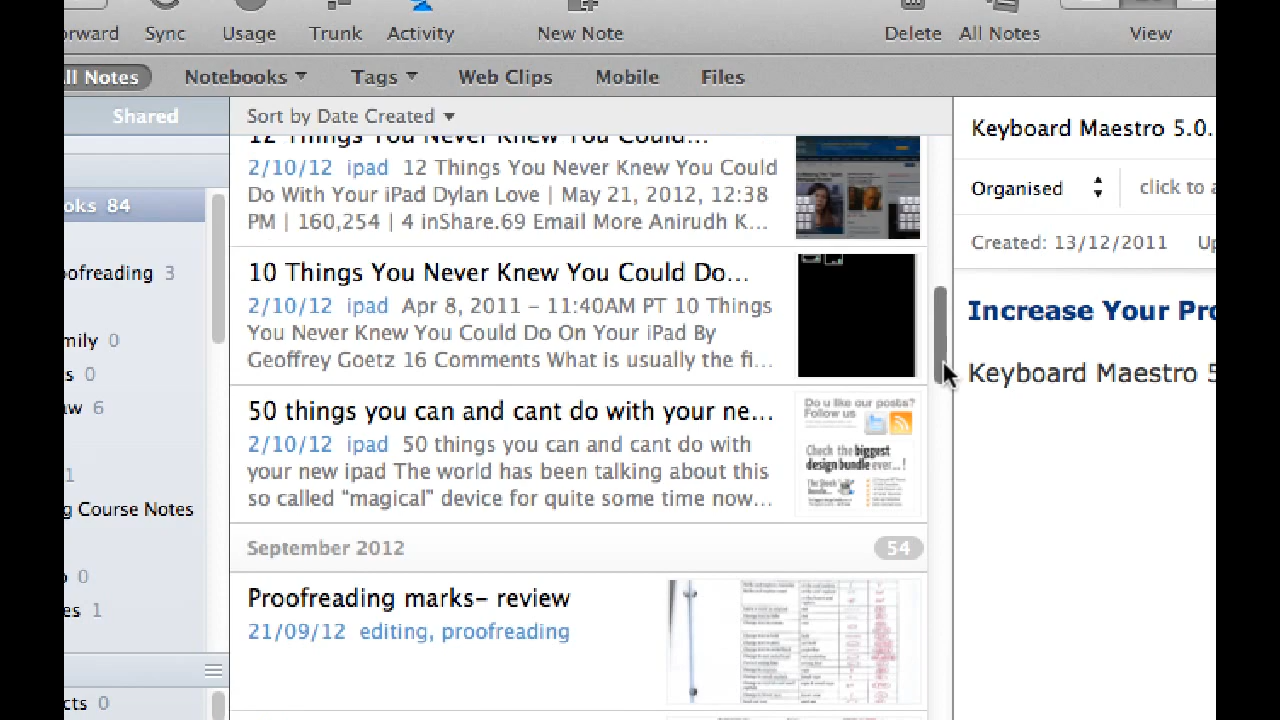 orward Sync Usage Trunk Activity New Note Delete All Notes View
ll Notes Notebooks Tags Web Clips Mobile Files
Shared
Sort by Date Created
Keyboard Maestro 5.0.
12 Things You Never Knew You Could...
2/10/12 ipad 12 Things You Never Knew You Could
Do With Your iPad Dylan Love | May 21, 2012, 12:38
PM | 160,254 | 4 inShare.69 Email More Anirudh K...
Organised click to a
Created: 13/12/2011 Up
ooks 84
oofreading 3
mily 0
s 0
aw 6
1
g Course Notes
o 0
es 1
cts 0
10 Things You Never Knew You Could Do...
2/10/12 ipad Apr 8, 2011 – 11:40AM PT 10 Things
You Never Knew You Could Do On Your iPad By
Geoffrey Goetz 16 Comments What is usually the fi...
Increase Your Pro
Keyboard Maestro 5
50 things you can and cant do with your ne...
2/10/12 ipad 50 things you can and cant do with
your new ipad The world has been talking about this
so called “magical” device for quite some time now...
Do u like our posts?
Follow us
Check the biggest
design bundle ever...!
September 2012 54
Proofreading marks– review
21/09/12 editing, proofreading